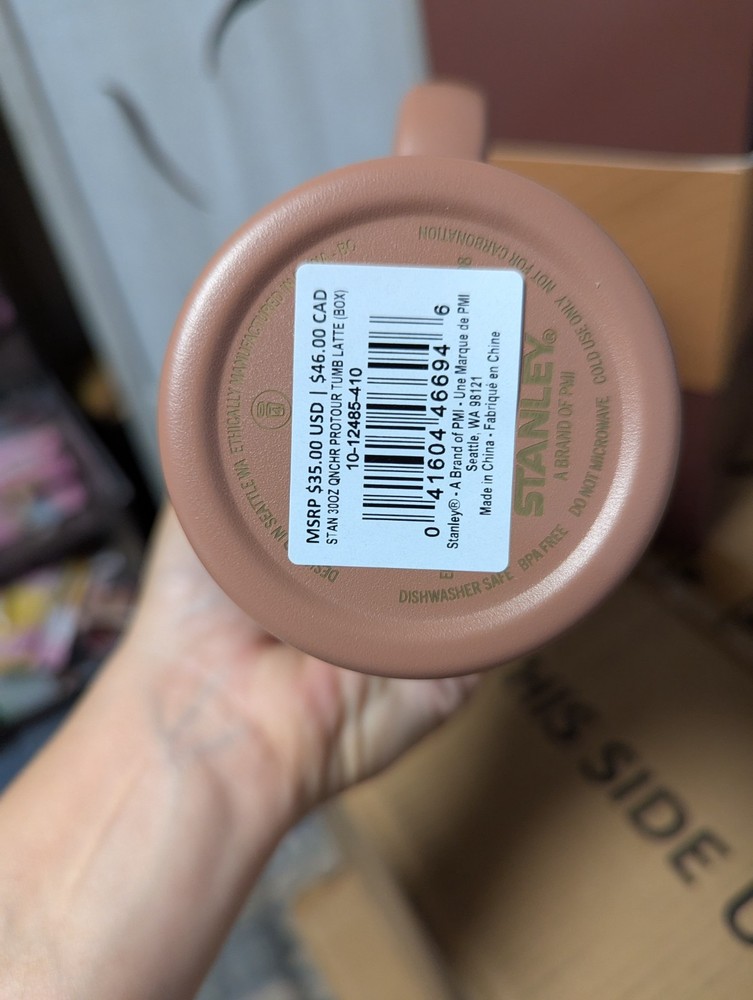 MSRP $35.00 USD | $46.00 CAD
STAN 30OZ QNCHR PROTOUR TUMB LATTE (BOX)
10-12485-410
0 41604 46694 6
Stanley® - A Brand of PMI - Une Marque de PMI
Seattle, WA 98121
Made in China - Fabriqué en Chine
STANLEY®
A BRAND OF PMI
IN SEATTLE WA ETHICALLY MANUFACTURED
NOT FOR CARBONATION
COLD USE ONLY
DO NOT MICROWAVE
BPA FREE
DISHWASHER SAFE
SIDE